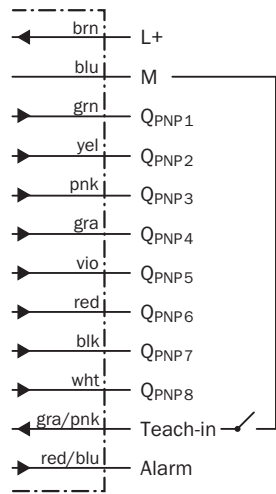 brn L+
blu M
grn QPNP1
yel QPNP2
pnk QPNP3
gra QPNP4
vio QPNP5
red QPNP6
blk QPNP7
wht QPNP8
gra/pnk Teach-in
red/blu Alarm